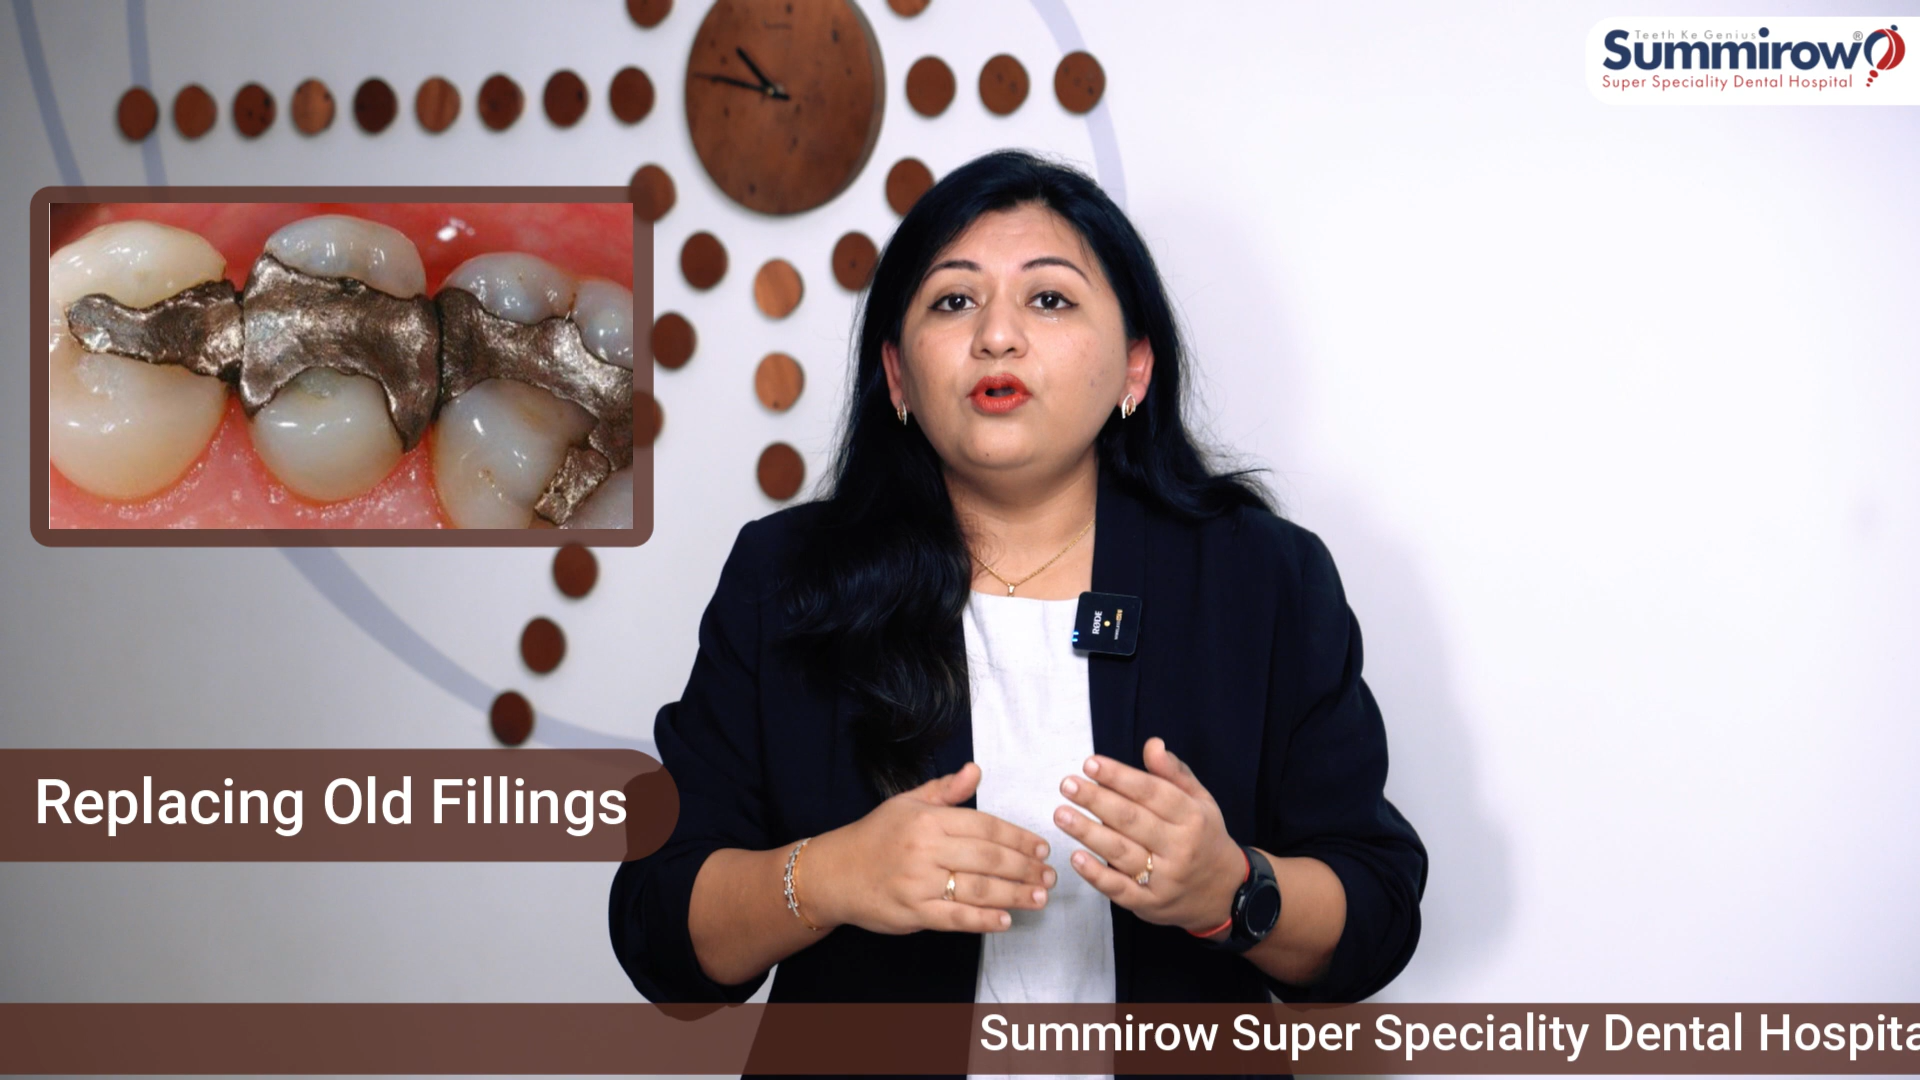 Teeth Ke Genius
Summirow®
Super Speciality Dental Hospital
RØDE
Replacing Old Fillings
Summirow Super Speciality Dental Hospita